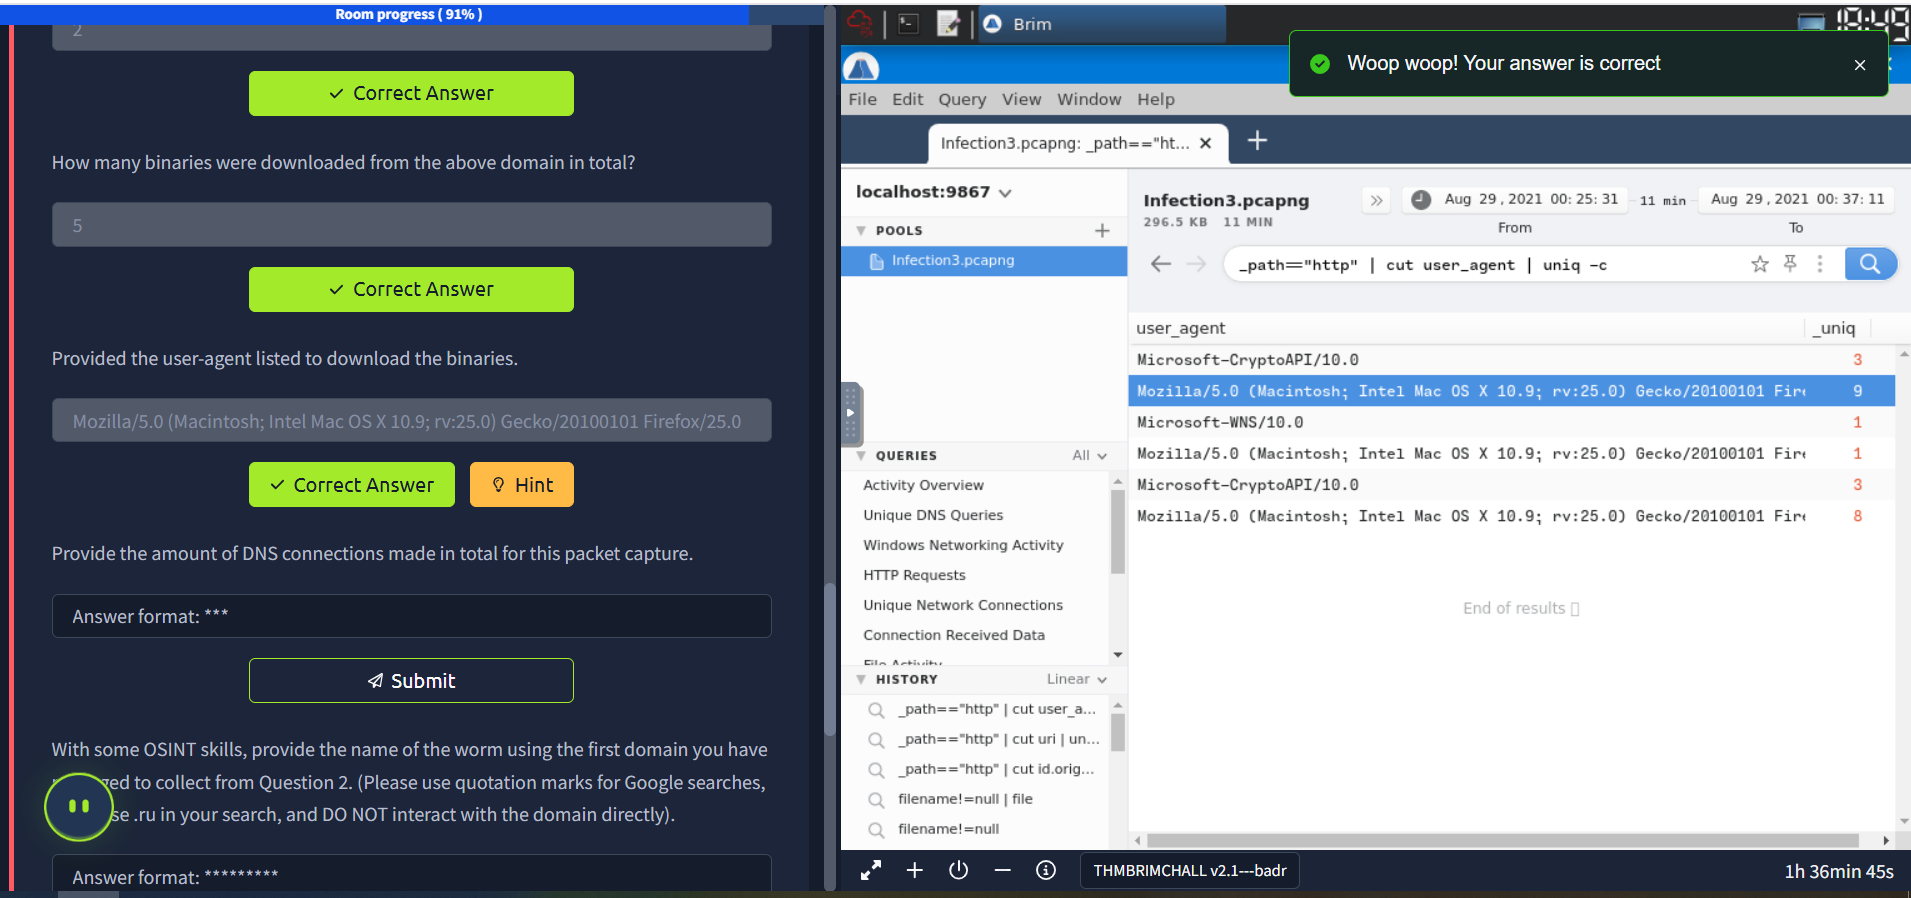 Room progress ( 91% )
2
Correct Answer
How many binaries were downloaded from the above domain in total?
5
Correct Answer
Provided the user-agent listed to download the binaries.
Mozilla/5.0 (Macintosh; Intel Mac OS X 10.9; rv:25.0) Gecko/20100101 Firefox/25.0
Correct Answer
Hint
Provide the amount of DNS connections made in total for this packet capture.
Answer format: ***
Submit
With some OSINT skills, provide the name of the worm using the first domain you have
ged to collect from Question 2. (Please use quotation marks for Google searches,
se .ru in your search, and DO NOT interact with the domain directly).
Answer format: *********
Brim
18:49
Woop woop! Your answer is correct
File Edit Query View Window Help
Infection3.pcapng: _path=="ht...
localhost:9867
POOLS
Infection3.pcapng
QUERIES
All
Activity Overview
Unique DNS Queries
Windows Networking Activity
HTTP Requests
Unique Network Connections
Connection Received Data
File Activity
HISTORY
Linear
_path=="http" | cut user_a...
_path=="http" | cut uri | un...
_path=="http" | cut id.orig...
filename!=null | file
filename!=null
Infection3.pcapng
296.5 KB 11 MIN
Aug 29 , 2021 00: 25: 31
11 min
Aug 29 , 2021 00: 37: 11
From
To
_path=="http" | cut user_agent | uniq -c
user_agent _uniq
Microsoft-CryptoAPI/10.0 3
Mozilla/5.0 (Macintosh; Intel Mac OS X 10.9; rv:25.0) Gecko/20100101 Fire 9
Microsoft-WNS/10.0 1
Mozilla/5.0 (Macintosh; Intel Mac OS X 10.9; rv:25.0) Gecko/20100101 Fire 1
Microsoft-CryptoAPI/10.0 3
Mozilla/5.0 (Macintosh; Intel Mac OS X 10.9; rv:25.0) Gecko/20100101 Fire 8
End of results
THMBRIMCHALL v2.1---badr
1h 36min 45s